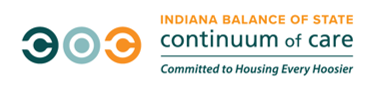 INDIANA BALANCE OF STATE
continuum of care
Committed to Housing Every Hoosier